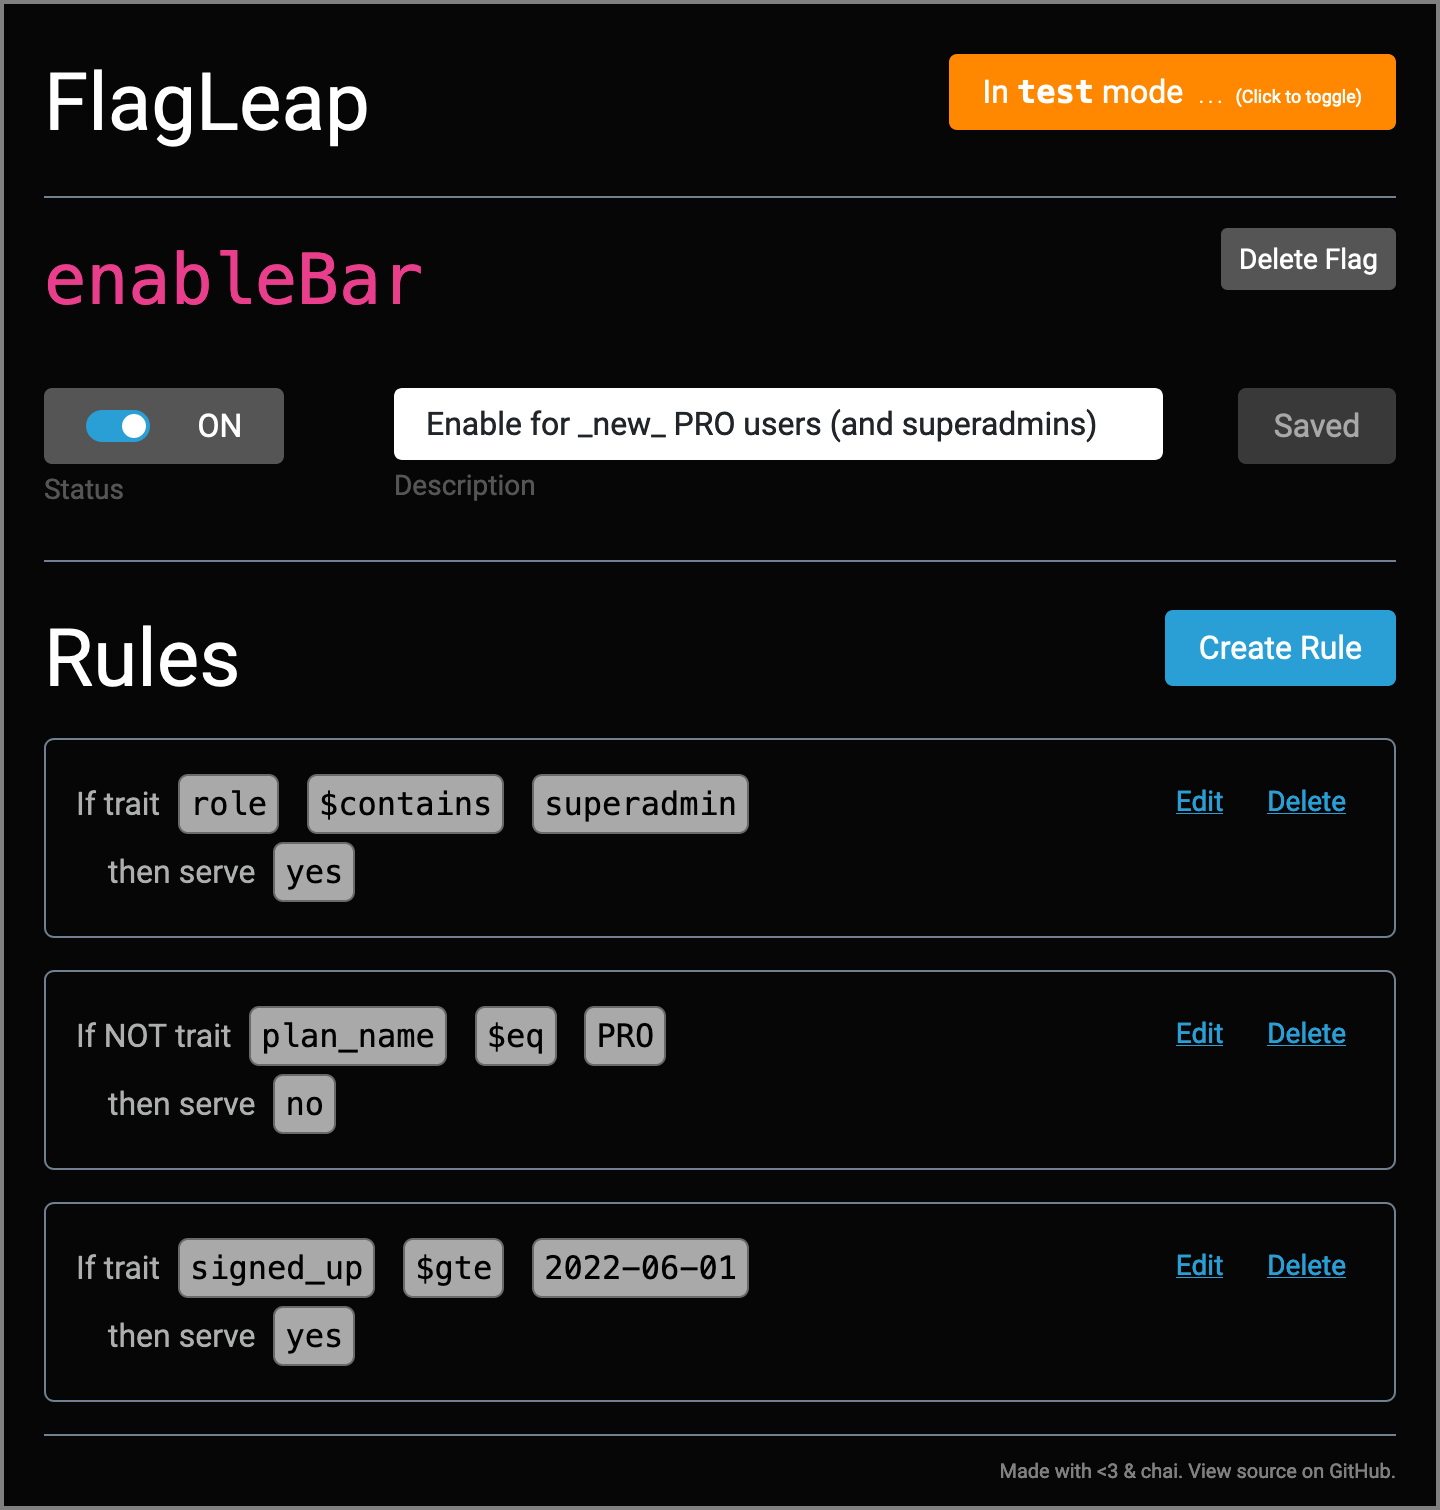 FlagLeap
In test mode ... (Click to toggle)
enableBar
Delete Flag
ON
Enable for _new_ PRO users (and superadmins)
Saved
Status
Description
Rules
Create Rule
If trait role $contains superadmin
Edit Delete
then serve yes
If NOT trait plan_name $eq PRO
Edit Delete
then serve no
If trait signed_up $gte 2022-06-01
Edit Delete
then serve yes
Made with <3 & chai. View source on GitHub.